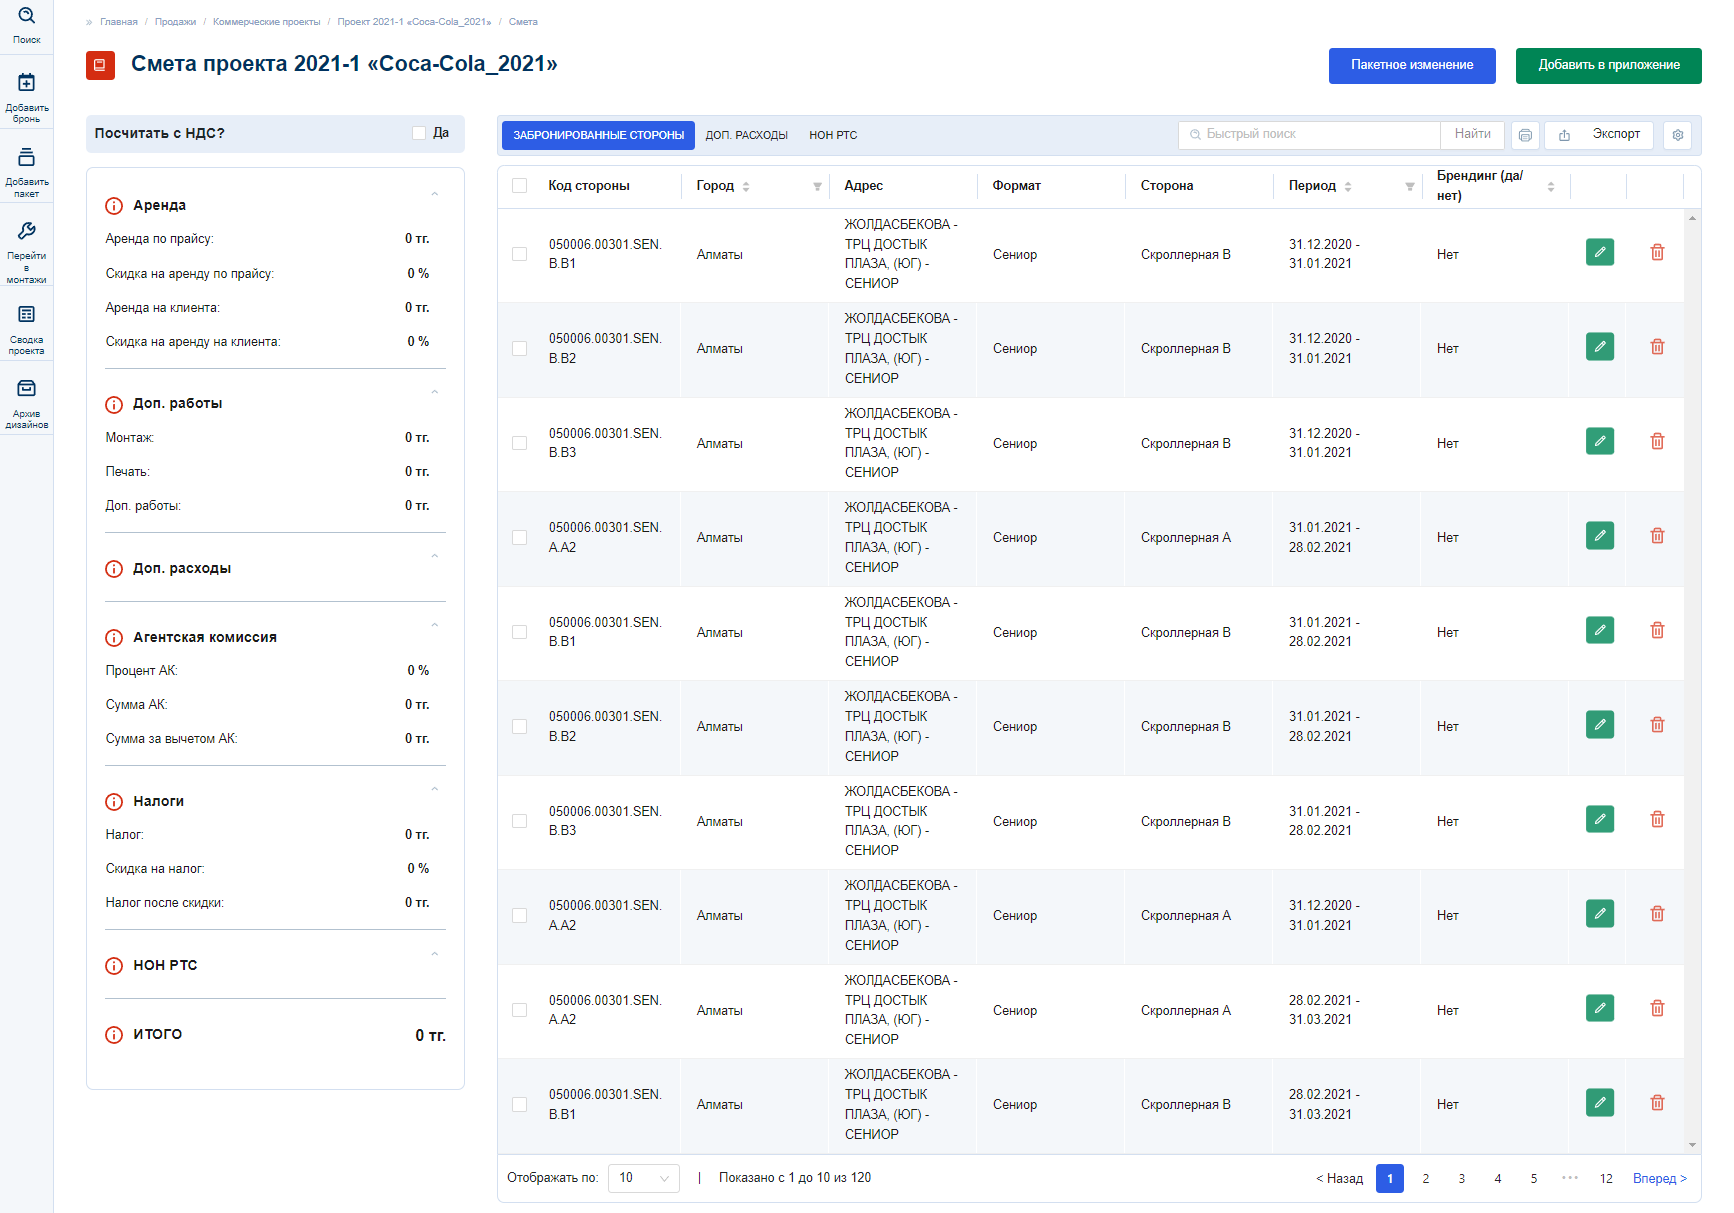 Поиск
Добавить
бронь
Добавить
пакет
Перейти
в
монтажи
Сводка
проекта
Архив
дизайнов
» Главная / Продажи / Коммерческие проекты / Проект 2021-1 «Coca-Cola_2021» / Смета
Смета проекта 2021-1 «Coca-Cola_2021»
Пакетное изменение
Добавить в приложение
Посчитать с НДС? Да
Аренда
Аренда по прайсу: 0 тг.
Скидка на аренду по прайсу: 0 %
Аренда на клиента: 0 тг.
Скидка на аренду на клиента: 0 %
Доп. работы
Монтаж: 0 тг.
Печать: 0 тг.
Доп. работы: 0 тг.
Доп. расходы
Агентская комиссия
Процент АК: 0 %
Сумма АК: 0 тг.
Сумма за вычетом АК: 0 тг.
Налоги
Налог: 0 тг.
Скидка на налог: 0 %
Налог после скидки: 0 тг.
НОН РТС
ИТОГО 0 тг.
ЗАБРОНИРОВАННЫЕ СТОРОНЫ ДОП. РАСХОДЫ НОН РТС Быстрый поиск Найти Экспорт
Код стороны Город Адрес Формат Сторона Период Брендинг (да/
нет)
ЖОЛДАСБЕКОВА -
050006.00301.SEN. ТРЦ ДОСТЫК 31.12.2020 -
Алматы Сениор Скроллерная B Нет
B.B1 ПЛАЗА, (ЮГ) - 31.01.2021
СЕНИОР
ЖОЛДАСБЕКОВА -
050006.00301.SEN. ТРЦ ДОСТЫК 31.12.2020 -
Алматы Сениор Скроллерная B Нет
B.B2 ПЛАЗА, (ЮГ) - 31.01.2021
СЕНИОР
ЖОЛДАСБЕКОВА -
050006.00301.SEN. ТРЦ ДОСТЫК 31.12.2020 -
Алматы Сениор Скроллерная B Нет
B.B3 ПЛАЗА, (ЮГ) - 31.01.2021
СЕНИОР
ЖОЛДАСБЕКОВА -
050006.00301.SEN. ТРЦ ДОСТЫК 31.01.2021 -
Алматы Сениор Скроллерная A Нет
A.A2 ПЛАЗА, (ЮГ) - 28.02.2021
СЕНИОР
ЖОЛДАСБЕКОВА -
050006.00301.SEN. ТРЦ ДОСТЫК 31.01.2021 -
Алматы Сениор Скроллерная B Нет
B.B1 ПЛАЗА, (ЮГ) - 28.02.2021
СЕНИОР
ЖОЛДАСБЕКОВА -
050006.00301.SEN. ТРЦ ДОСТЫК 31.01.2021 -
Алматы Сениор Скроллерная B Нет
B.B2 ПЛАЗА, (ЮГ) - 28.02.2021
СЕНИОР
ЖОЛДАСБЕКОВА -
050006.00301.SEN. ТРЦ ДОСТЫК 31.01.2021 -
Алматы Сениор Скроллерная B Нет
B.B3 ПЛАЗА, (ЮГ) - 28.02.2021
СЕНИОР
ЖОЛДАСБЕКОВА -
050006.00301.SEN. ТРЦ ДОСТЫК 31.12.2020 -
Алматы Сениор Скроллерная A Нет
A.A2 ПЛАЗА, (ЮГ) - 31.01.2021
СЕНИОР
ЖОЛДАСБЕКОВА -
050006.00301.SEN. ТРЦ ДОСТЫК 28.02.2021 -
Алматы Сениор Скроллерная A Нет
A.A2 ПЛАЗА, (ЮГ) - 31.03.2021
СЕНИОР
ЖОЛДАСБЕКОВА -
050006.00301.SEN. ТРЦ ДОСТЫК 28.02.2021 -
Алматы Сениор Скроллерная B Нет
B.B1 ПЛАЗА, (ЮГ) - 31.03.2021
СЕНИОР
Отображать по: 10 | Показано с 1 до 10 из 120 < Назад 1 2 3 4 5 ••• 12 Вперед >